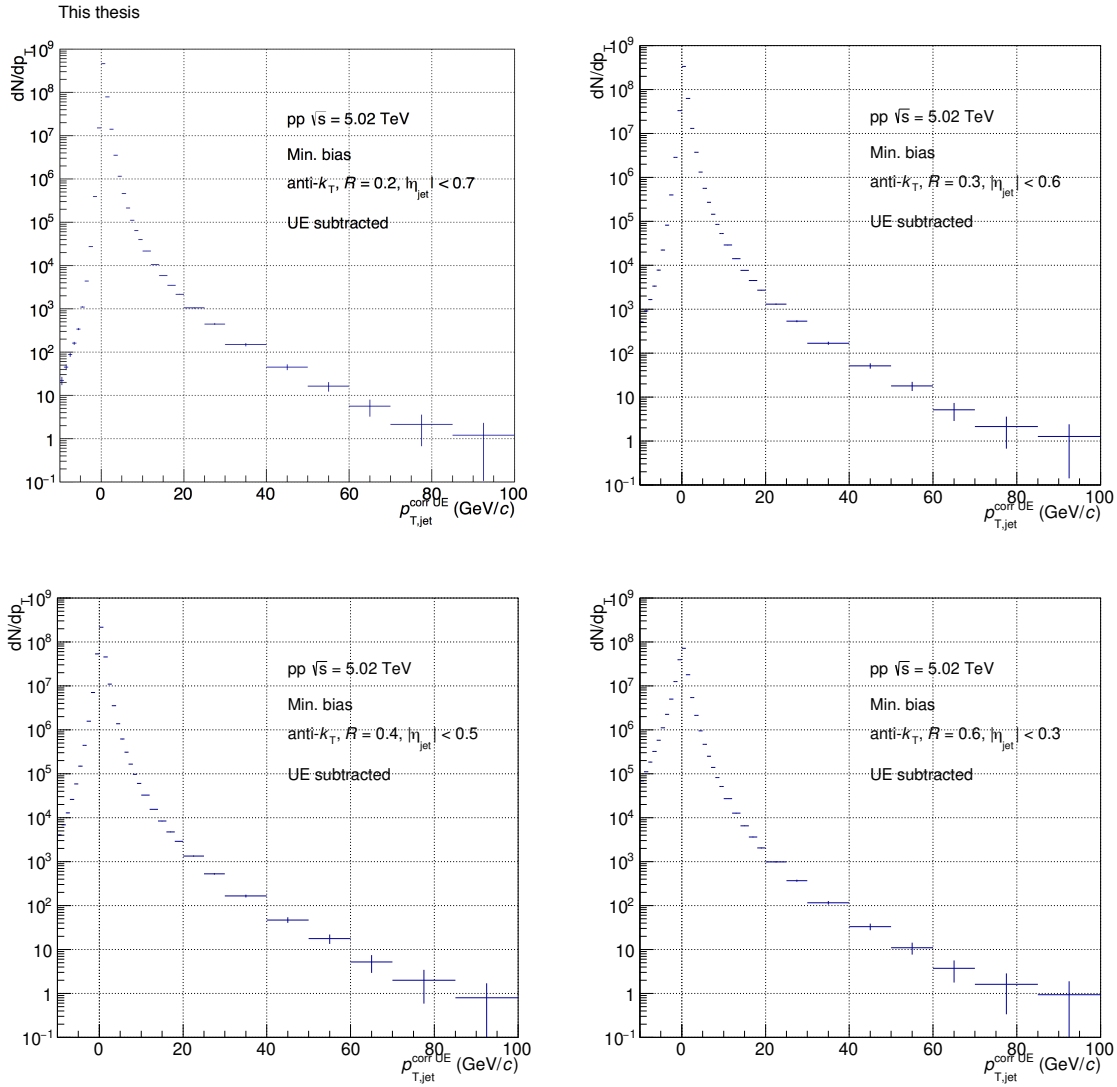 This thesis
dN/dp_T
10^9
10^8
10^7
10^6
10^5
10^4
10^3
10^2
10
1
10^−1
pp √s = 5.02 TeV
Min. bias
anti-k_T, R = 0.2, |η_jet| < 0.7
UE subtracted
0 20 40 60 80 100
p_T,jet^corr UE (GeV/c)
dN/dp_T
10^9
10^8
10^7
10^6
10^5
10^4
10^3
10^2
10
1
10^−1
pp √s = 5.02 TeV
Min. bias
anti-k_T, R = 0.3, |η_jet| < 0.6
UE subtracted
0 20 40 60 80 100
p_T,jet^corr UE (GeV/c)
dN/dp_T
10^9
10^8
10^7
10^6
10^5
10^4
10^3
10^2
10
1
10^−1
pp √s = 5.02 TeV
Min. bias
anti-k_T, R = 0.4, |η_jet| < 0.5
UE subtracted
0 20 40 60 80 100
p_T,jet^corr UE (GeV/c)
dN/dp_T
10^9
10^8
10^7
10^6
10^5
10^4
10^3
10^2
10
1
10^−1
pp √s = 5.02 TeV
Min. bias
anti-k_T, R = 0.6, |η_jet| < 0.3
UE subtracted
0 20 40 60 80 100
p_T,jet^corr UE (GeV/c)